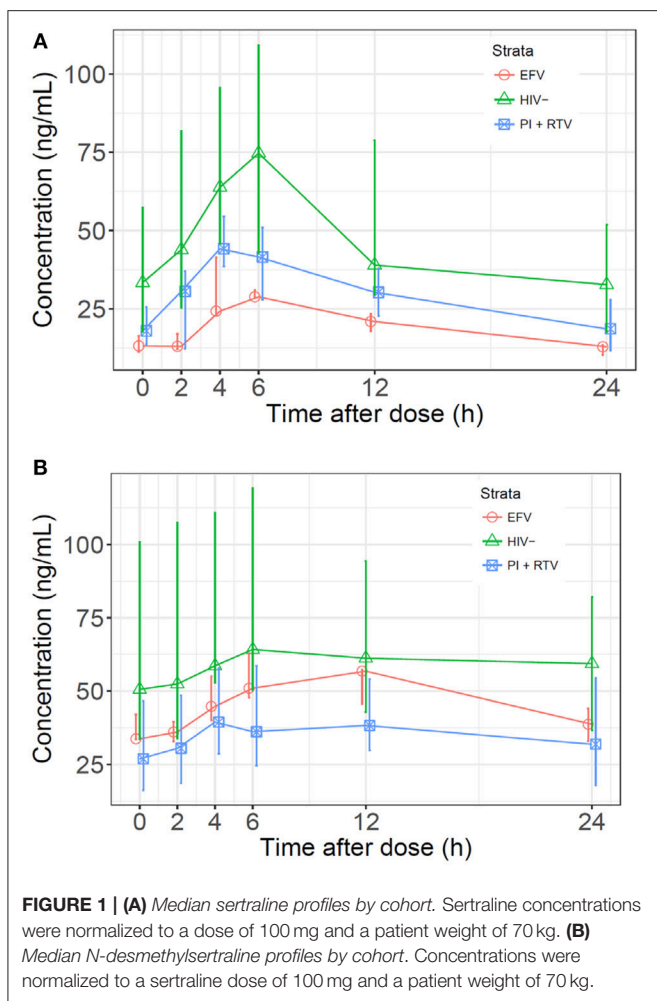 A
Concentration (ng/mL)
100
75
50
25
Strata
EFV
HIV−
PI + RTV
0 2 4 6 12 24
Time after dose (h)
B
Concentration (ng/mL)
100
75
50
25
Strata
EFV
HIV−
PI + RTV
0 2 4 6 12 24
Time after dose (h)
FIGURE 1 | (A) Median sertraline profiles by cohort. Sertraline concentrations
were normalized to a dose of 100 mg and a patient weight of 70 kg. (B)
Median N-desmethylsertraline profiles by cohort. Concentrations were
normalized to a sertraline dose of 100 mg and a patient weight of 70 kg.